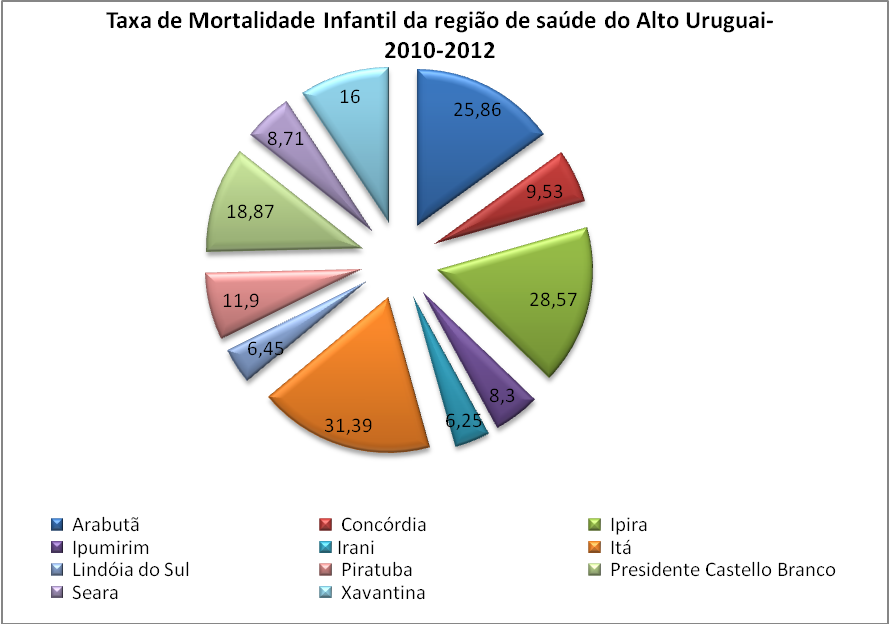 Taxa de Mortalidade Infantil da região de saúde do Alto Uruguai-
2010-2012
16
25,86
8,71
9,53
18,87
28,57
11,9
6,45
8,3
6,25
31,39
Arabutã
Concórdia
Ipira
Ipumirim
Irani
Itá
Lindóia do Sul
Piratuba
Presidente Castello Branco
Seara
Xavantina